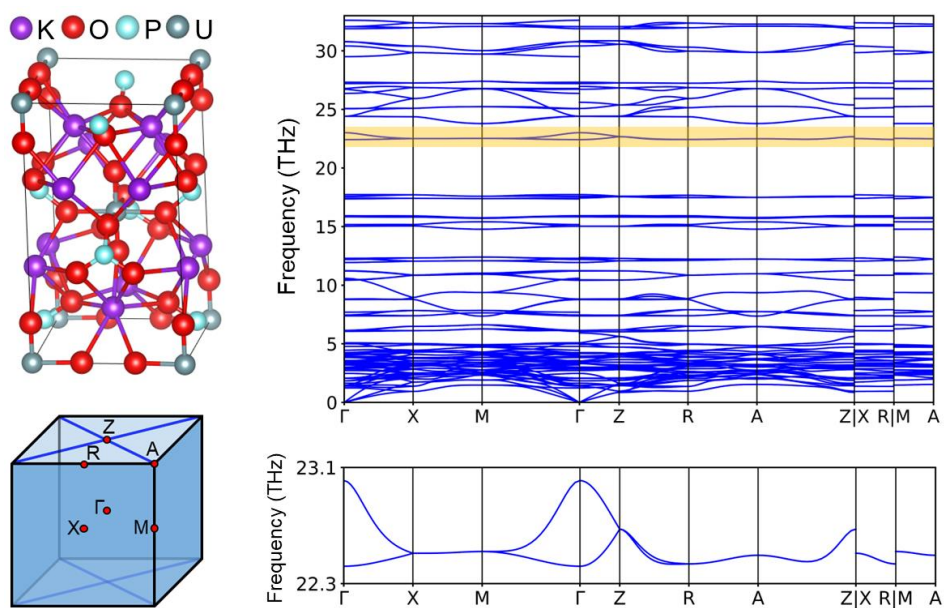 K O P U
Frequency (THz)
30
25
20
15
10
5
0
Γ X M Γ Z R A Z|X R|M A
Z
R A
Γ
X M
Frequency (THz)
23.1
22.3
Γ X M Γ Z R A Z|X R|M A